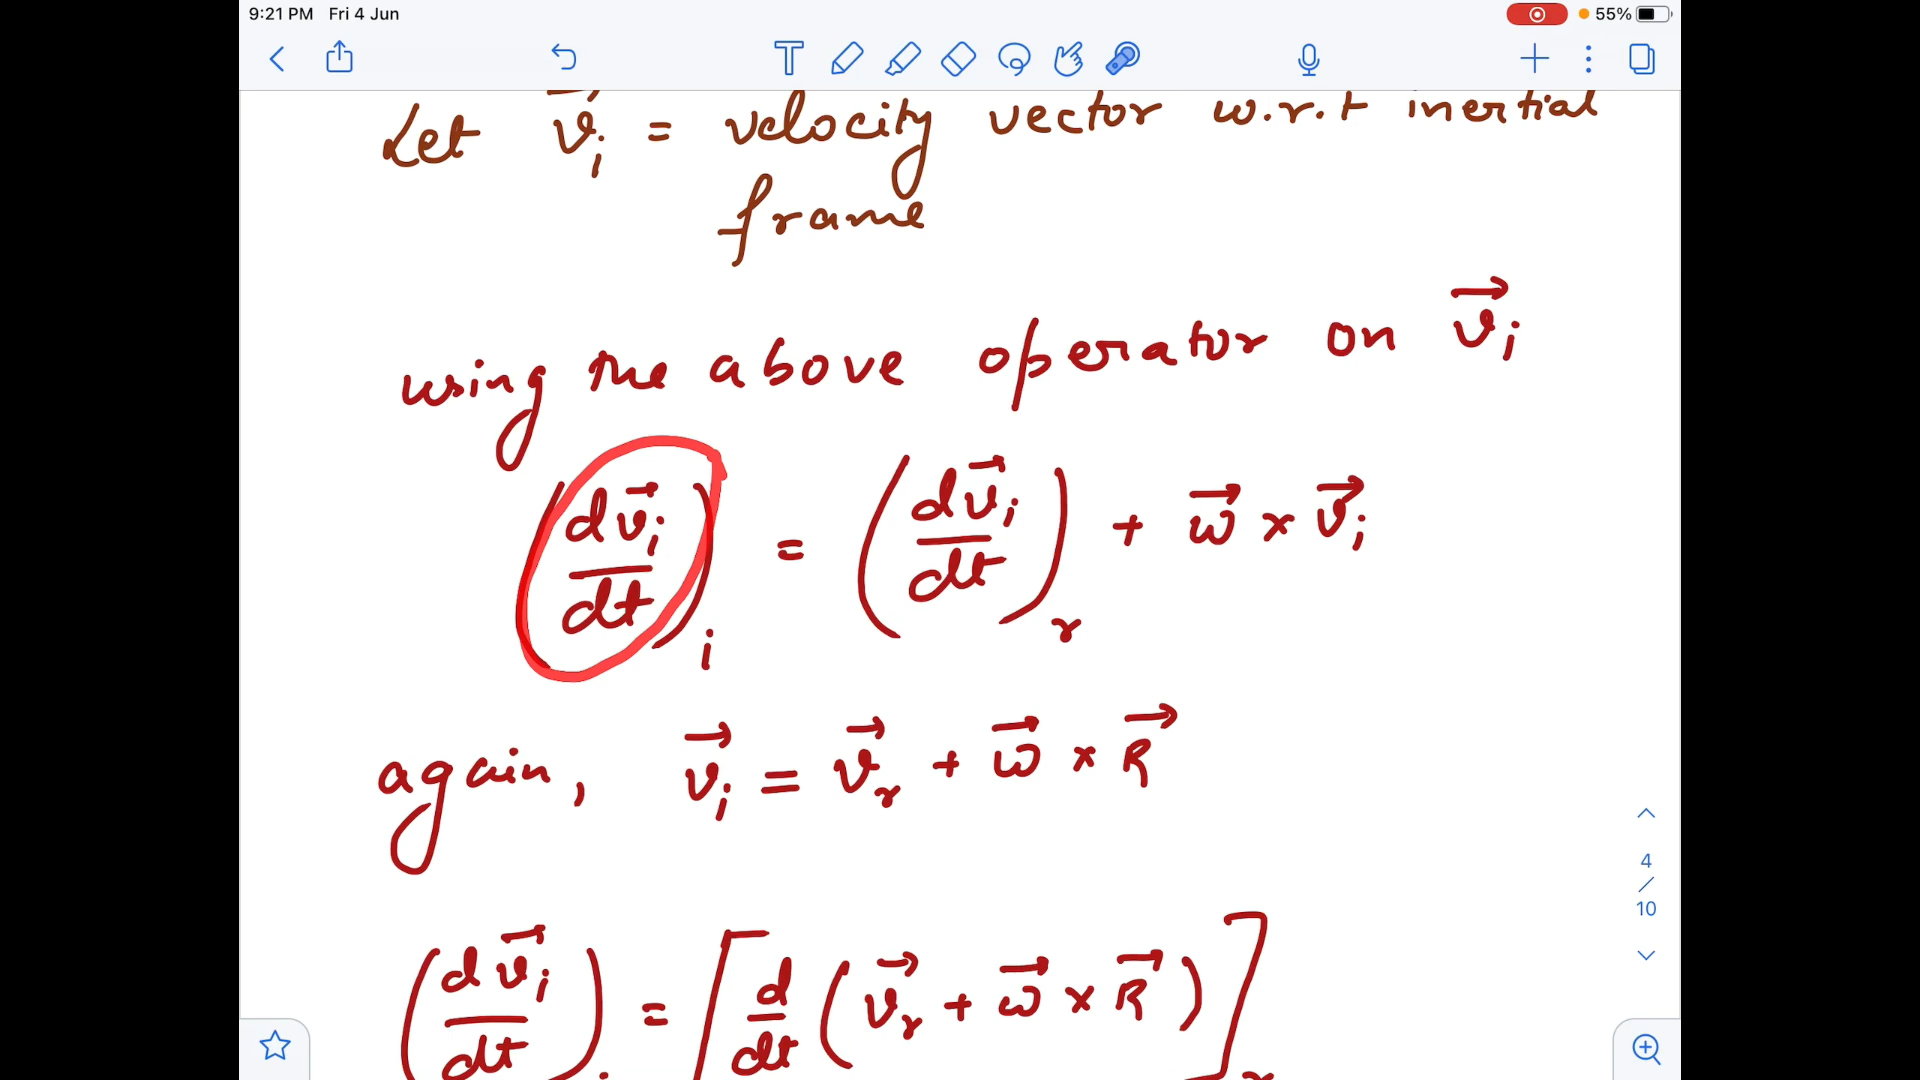 9:21 PM Fri 4 Jun 55%
T
Let v⃗ᵢ = velocity vector w.r.t inertial
frame
using the above operator on v⃗ᵢ
(dv⃗ᵢ/dt)ᵢ = (dv⃗ᵢ/dt)ᵣ + ω⃗ × v⃗ᵢ
again, v⃗ᵢ = v⃗ᵣ + ω⃗ × R⃗
(dv⃗ᵢ/dt)ᵢ = [d/dt (v⃗ᵣ + ω⃗ × R⃗)]ᵣ
4
/
10